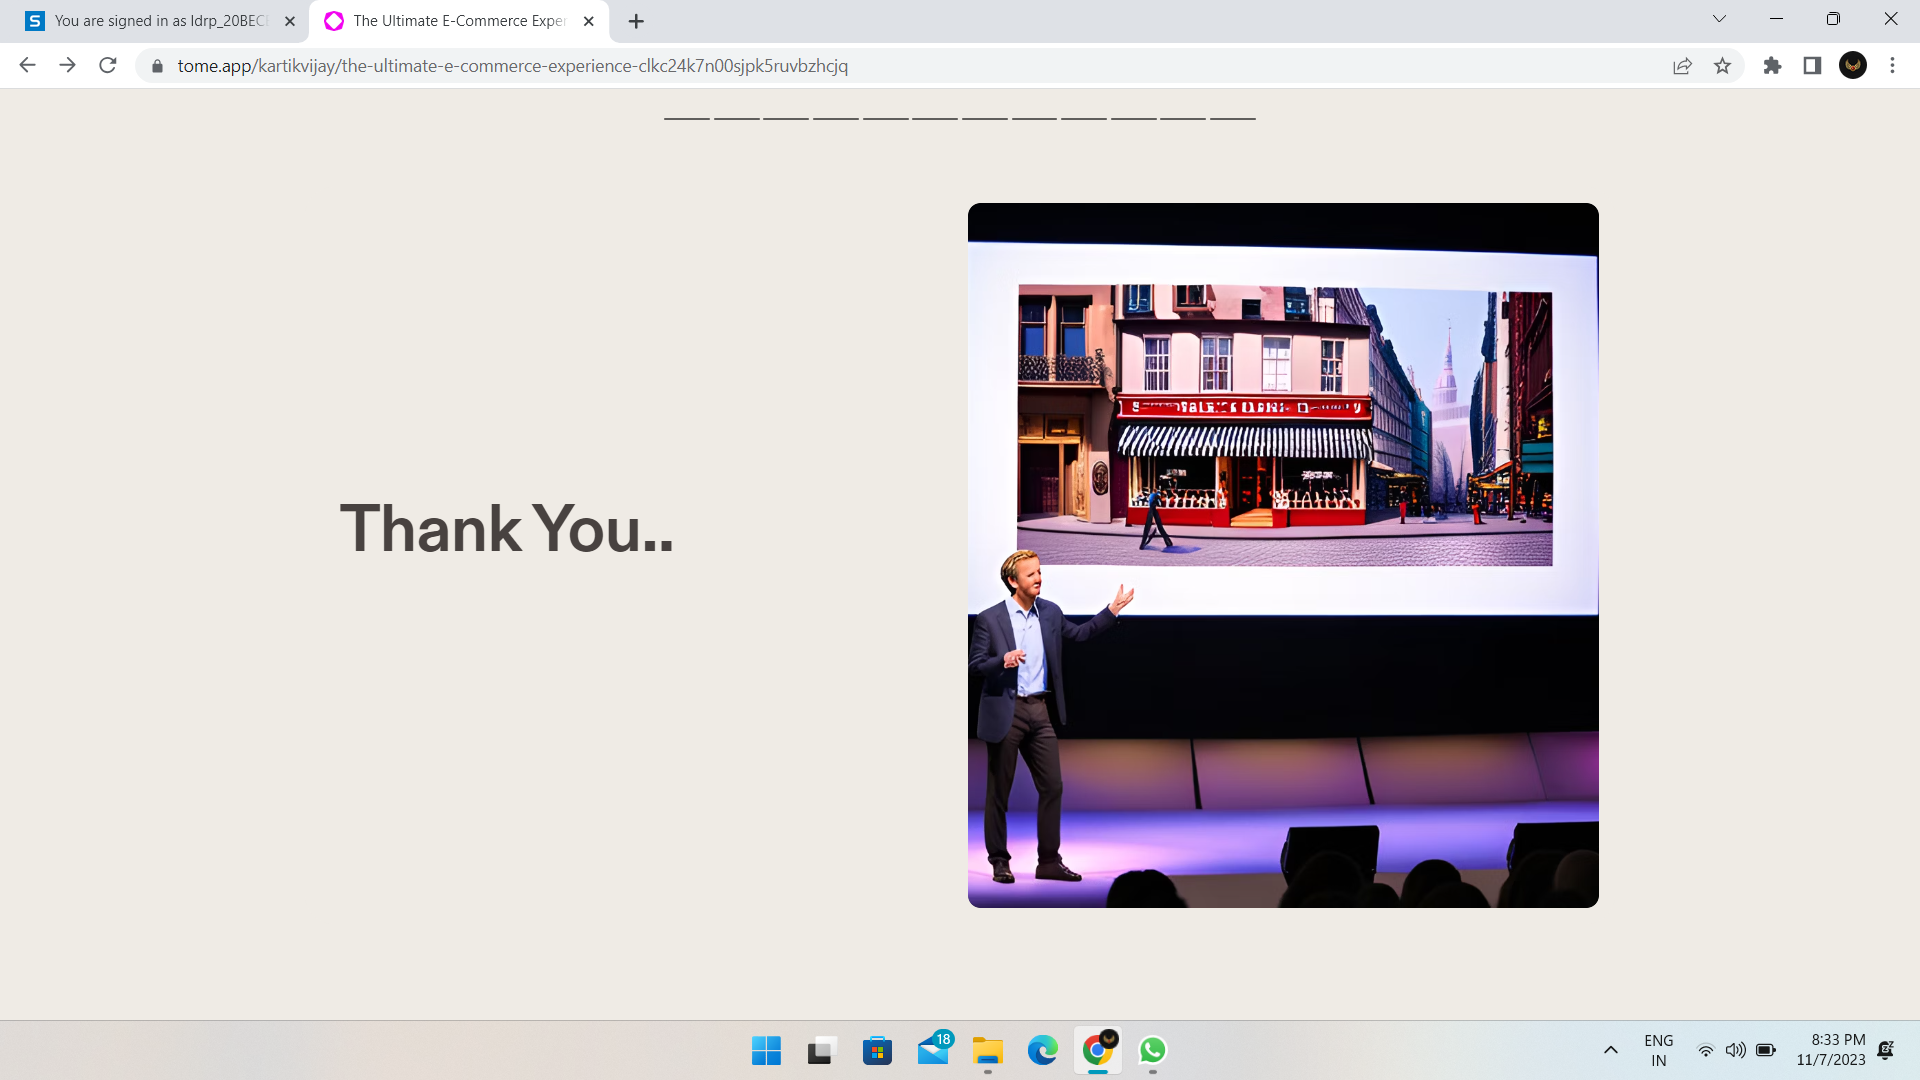 You are signed in as ldrp_20BEC
The Ultimate E-Commerce Exper
tome.app/kartikvijay/the-ultimate-e-commerce-experience-clkc24k7n00sjpk5ruvbzhcjq
Thank You..
18
ENG
IN
8:33 PM
11/7/2023